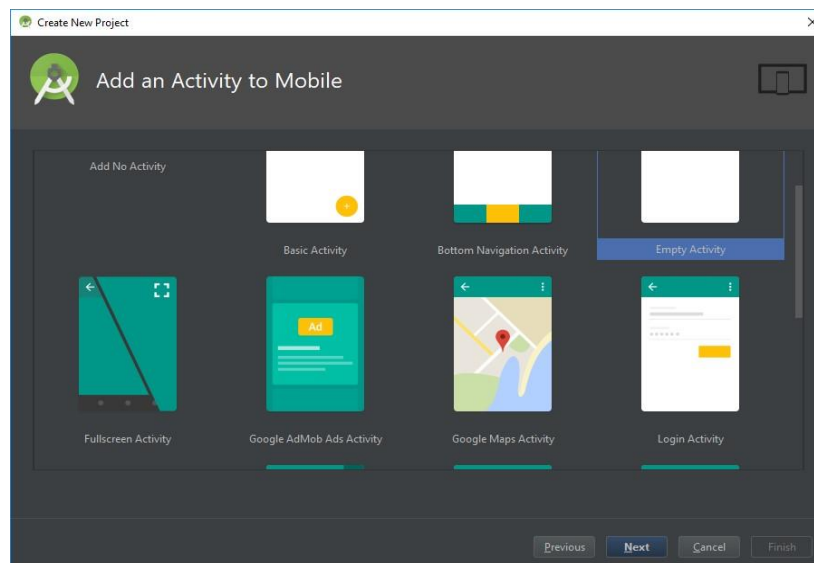 Create New Project
Add an Activity to Mobile
Add No Activity
Basic Activity
Bottom Navigation Activity
Empty Activity
Ad
Fullscreen Activity
Google AdMob Ads Activity
Google Maps Activity
Login Activity
Previous
Next
Cancel
Finish